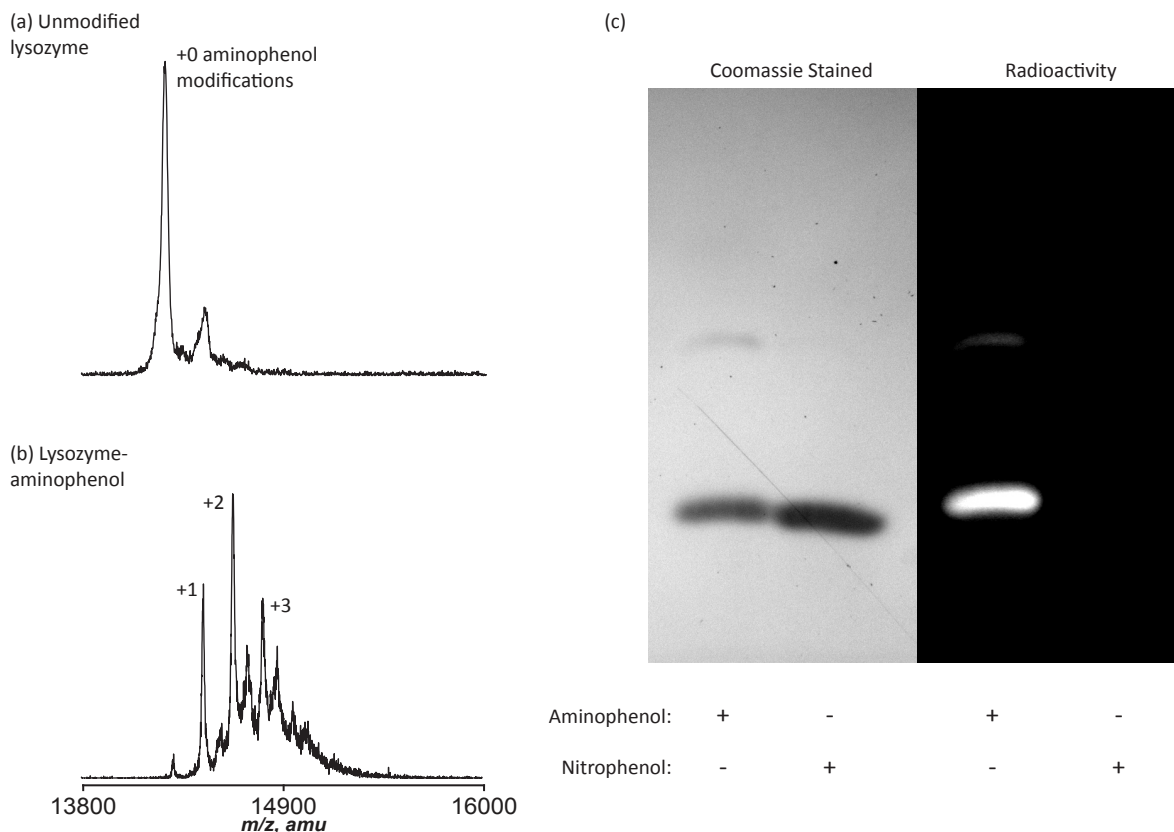 (a) Unmodified
lysozyme
+0 aminophenol
modifications
(b) Lysozyme-
aminophenol
+1
+2
+3
13800 14900 16000
m/z, amu
(c)
Coomassie Stained Radioactivity
Aminophenol: + - + -
Nitrophenol: - + - +